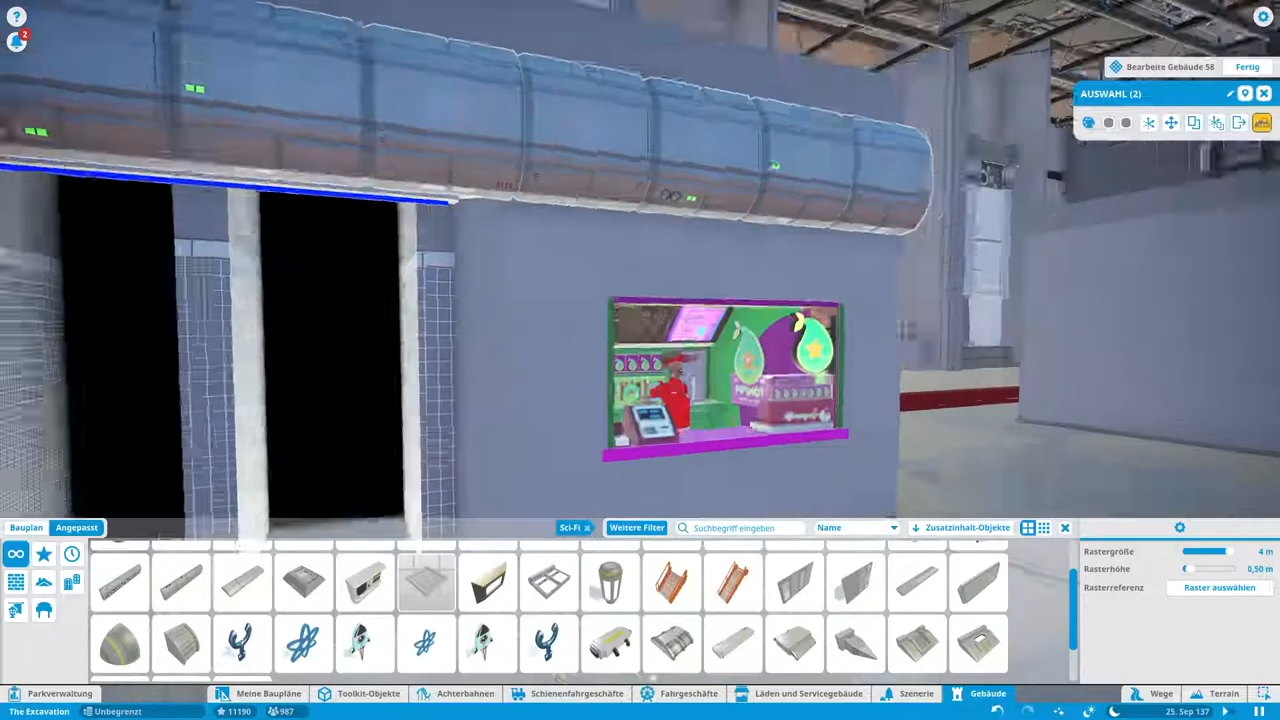 2
Bearbeite Gebäude 58
Fertig
AUSWAHL (2)
Bauplan
Angepasst
Sci-Fi
Weitere Filter
Suchbegriff eingeben
Name
Zusatzinhalt-Objekte
Rastergröße
4 m
Rasterhöhe
0,50 m
Rasterreferenz
Raster auswählen
Parkverwaltung
Meine Baupläne
Toolkit-Objekte
Achterbahnen
Schienenfahrgeschäfte
Fahrgeschäfte
Läden und Servicegebäude
Szenerie
Gebäude
Wege
Terrain
The Excavation
Unbegrenzt
11190
987
25. Sep 137